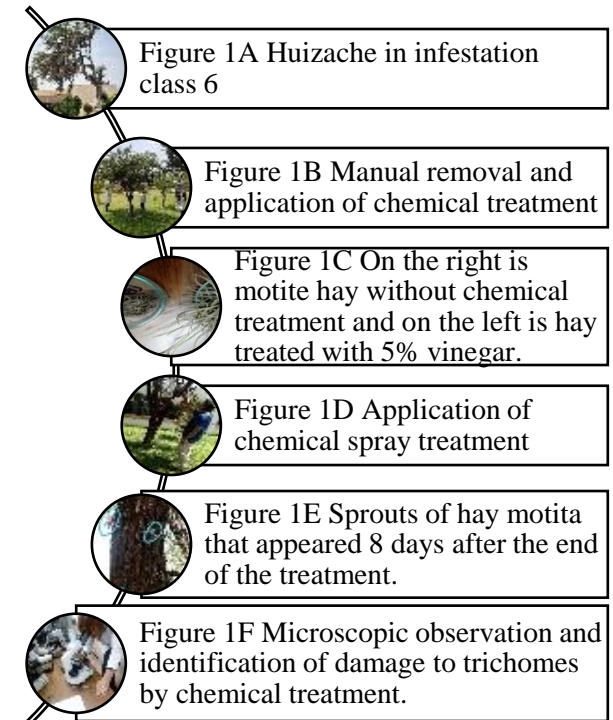 Figure 1A Huizache in infestation
class 6
Figure 1B Manual removal and
application of chemical treatment
Figure 1C On the right is
motite hay without chemical
treatment and on the left is hay
treated with 5% vinegar.
Figure 1D Application of
chemical spray treatment
Figure 1E Sprouts of hay motita
that appeared 8 days after the end
of the treatment.
Figure 1F Microscopic observation and
identification of damage to trichomes
by chemical treatment.